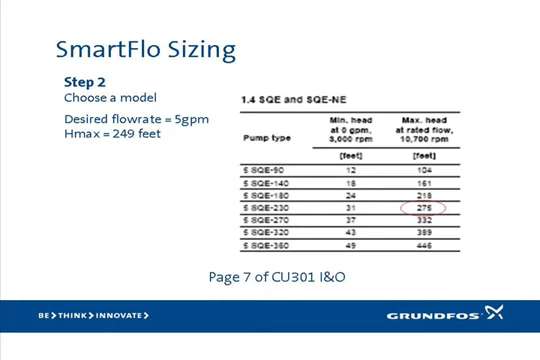 SmartFlo Sizing
Step 2
Choose a model
Desired flowrate = 5gpm
Hmax = 249 feet
1.4 SQE and SQE-NE
Pump type Min. head at 0 gpm, 3,000 rpm Max. head at rated flow, 10,700 rpm
[feet] [feet]
5 SQE-90 12 104
5 SQE-140 18 161
5 SQE-180 24 218
5 SQE-230 31 275
5 SQE-270 37 332
5 SQE-320 43 389
5 SQE-360 49 446
Page 7 of CU301 I&O
BE > THINK > INNOVATE > GRUNDFOS